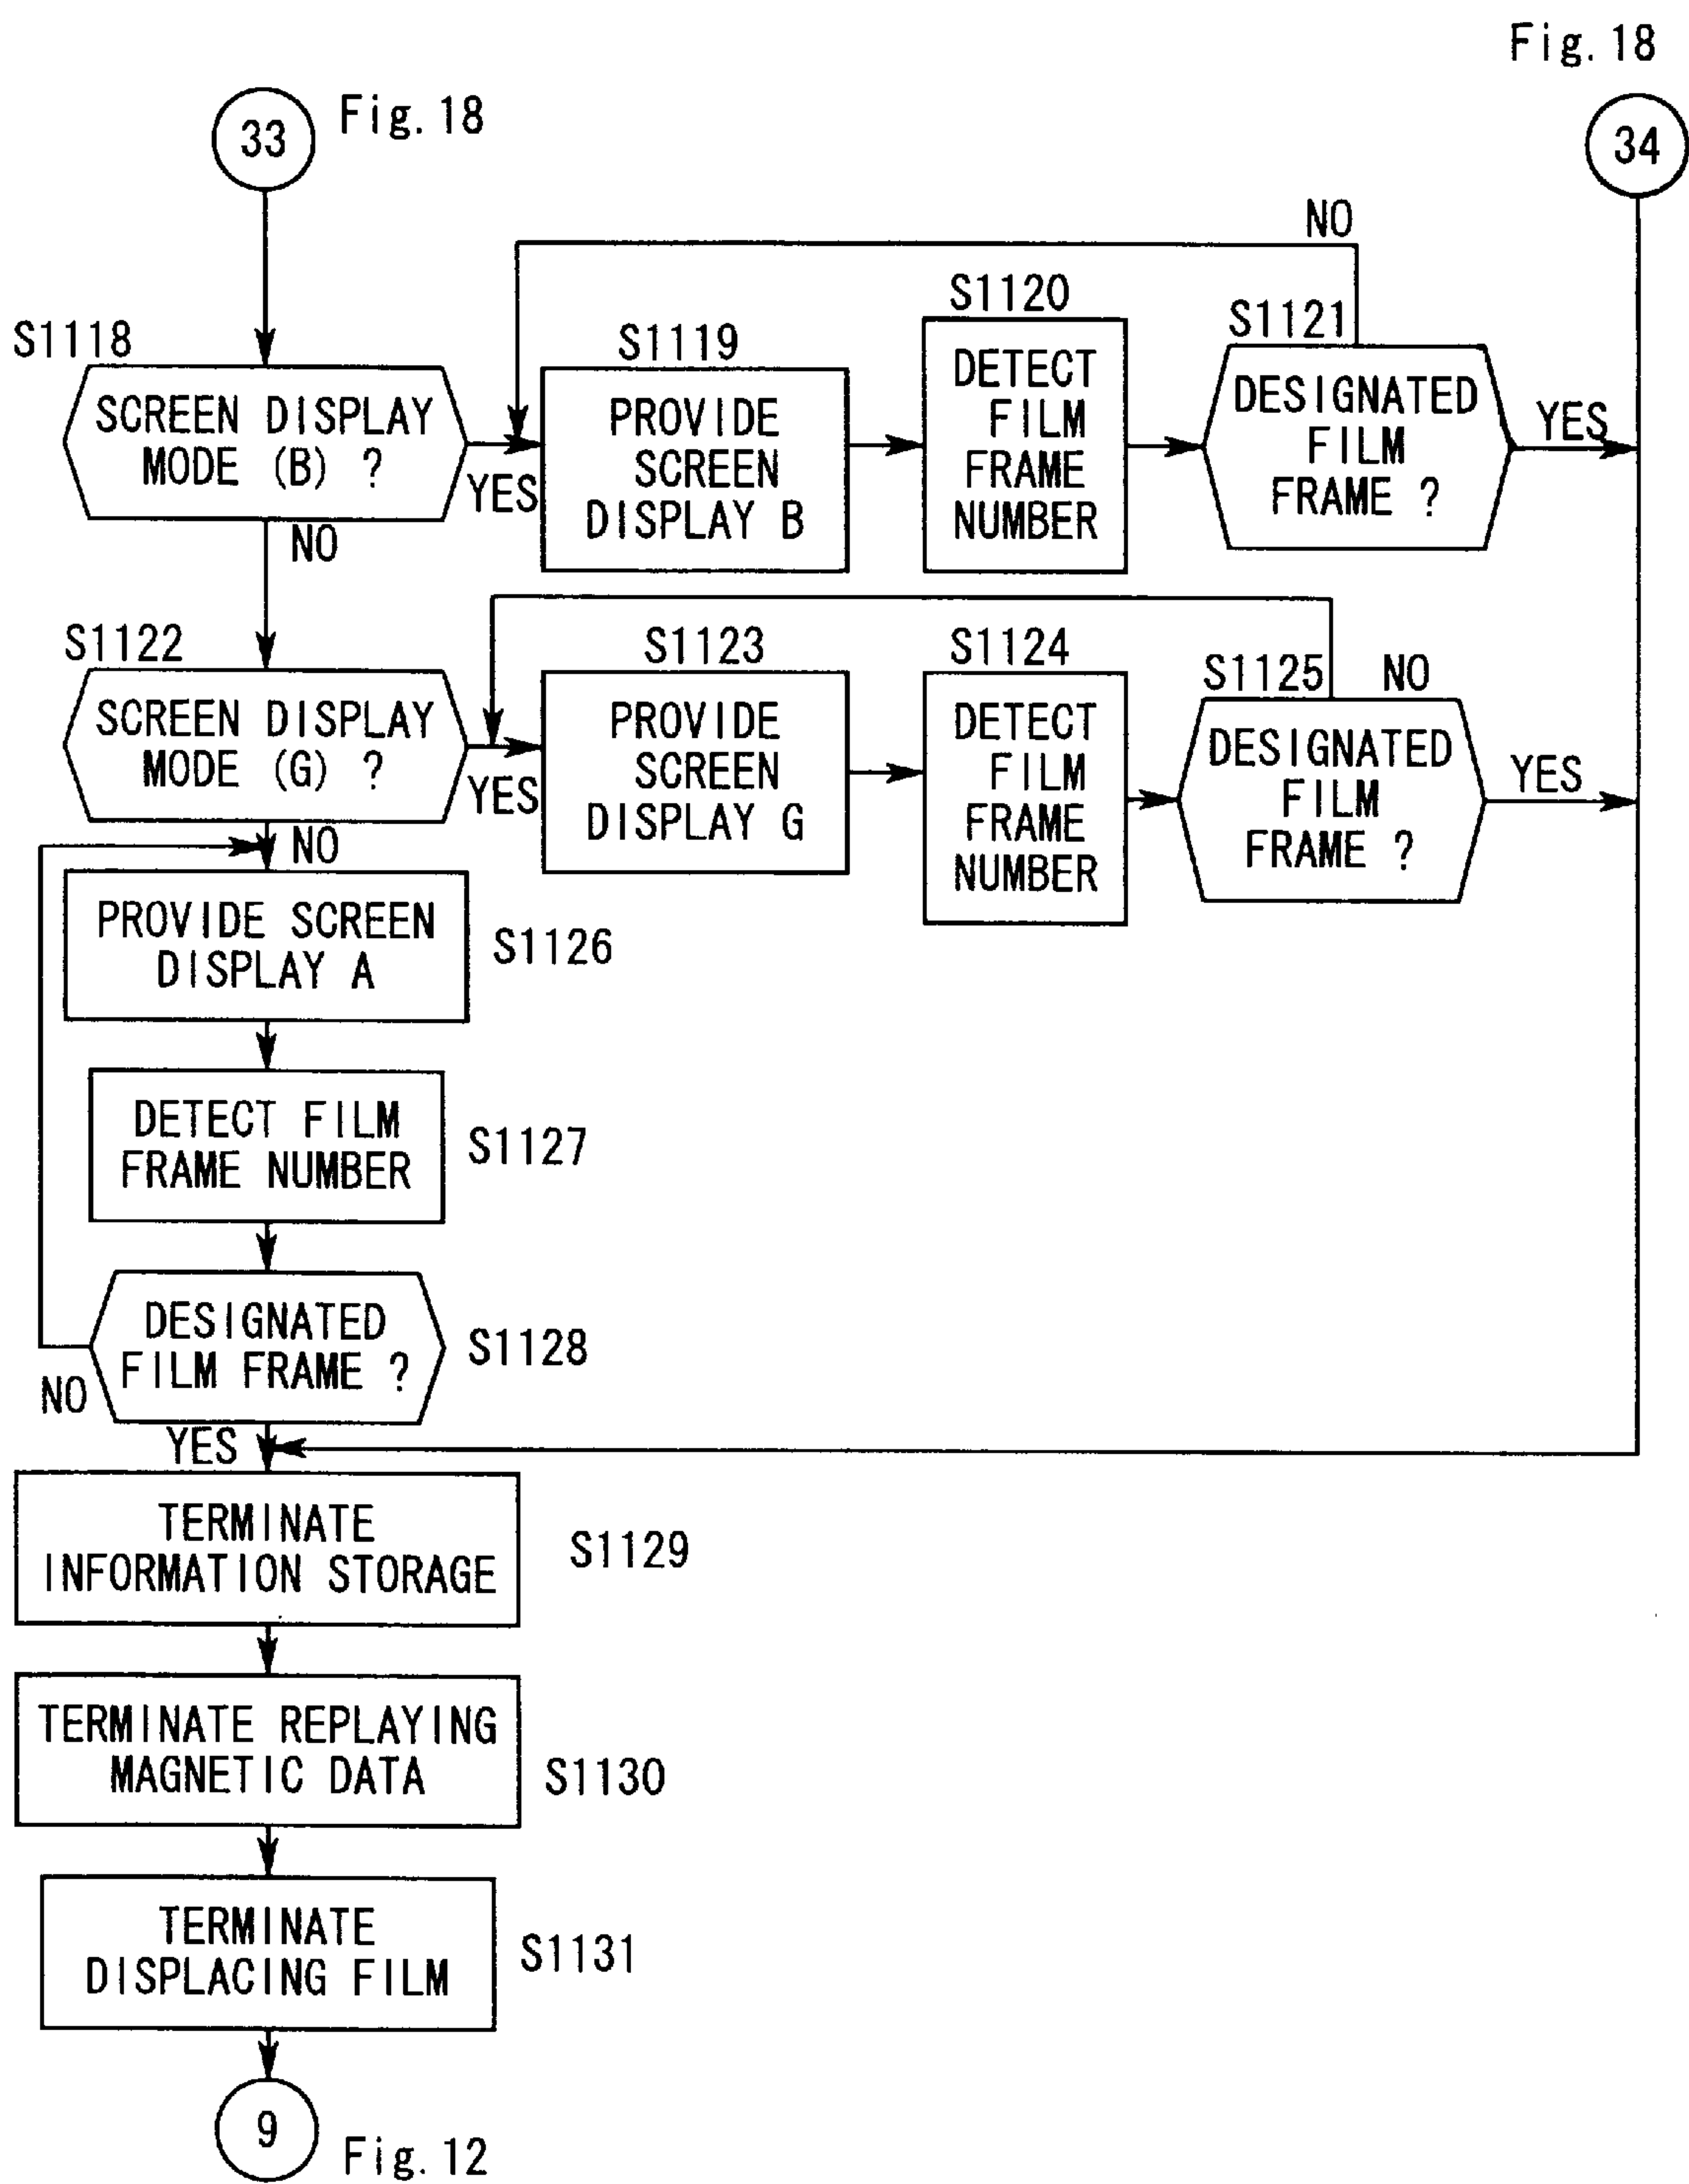 Fig. 18
33
Fig. 18
34
NO
S1118
SCREEN DISPLAY
MODE (B) ?
YES
NO
S1119
PROVIDE
SCREEN
DISPLAY B
S1120
DETECT
FILM
FRAME
NUMBER
S1121
DESIGNATED
FILM
FRAME ?
YES
S1122
SCREEN DISPLAY
MODE (G) ?
YES
NO
S1123
PROVIDE
SCREEN
DISPLAY G
S1124
DETECT
FILM
FRAME
NUMBER
S1125
NO
DESIGNATED
FILM
FRAME ?
YES
PROVIDE SCREEN
DISPLAY A
S1126
DETECT FILM
FRAME NUMBER
S1127
DESIGNATED
FILM FRAME ?
S1128
NO
YES
TERMINATE
INFORMATION STORAGE
S1129
TERMINATE REPLAYING
MAGNETIC DATA
S1130
TERMINATE
DISPLACING FILM
S1131
9
Fig. 12